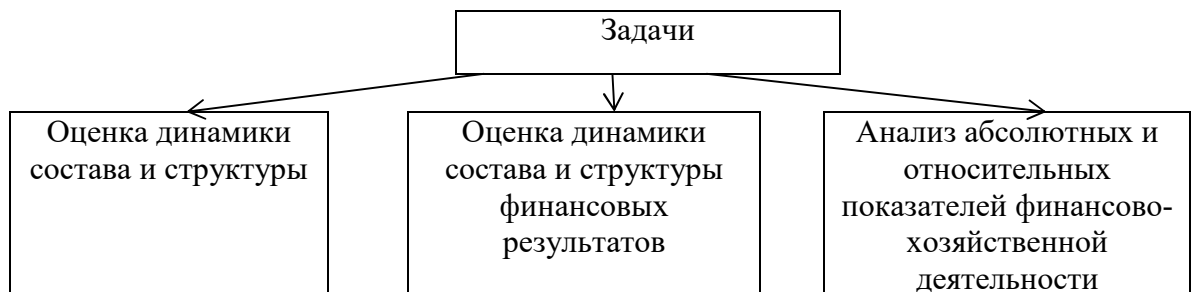 Задачи
Оценка динамики
состава и структуры
Оценка динамики
состава и структуры
финансовых
результатов
Анализ абсолютных и
относительных
показателей финансово-
хозяйственной
деятельности